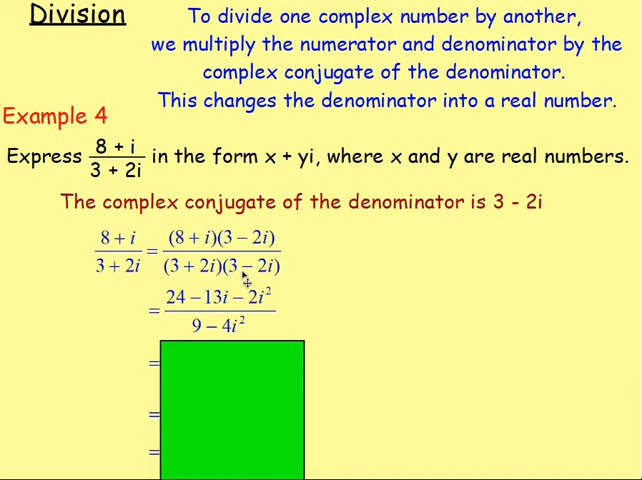 Division
To divide one complex number by another,
we multiply the numerator and denominator by the
complex conjugate of the denominator.
This changes the denominator into a real number.
Example 4
Express (8 + i)/(3 + 2i) in the form x + yi, where x and y are real numbers.
The complex conjugate of the denominator is 3 - 2i
(8 + i)/(3 + 2i) = ((8 + i)(3 − 2i))/((3 + 2i)(3 − 2i))
= (24 − 13i − 2i²)/(9 − 4i²)
=
=
=